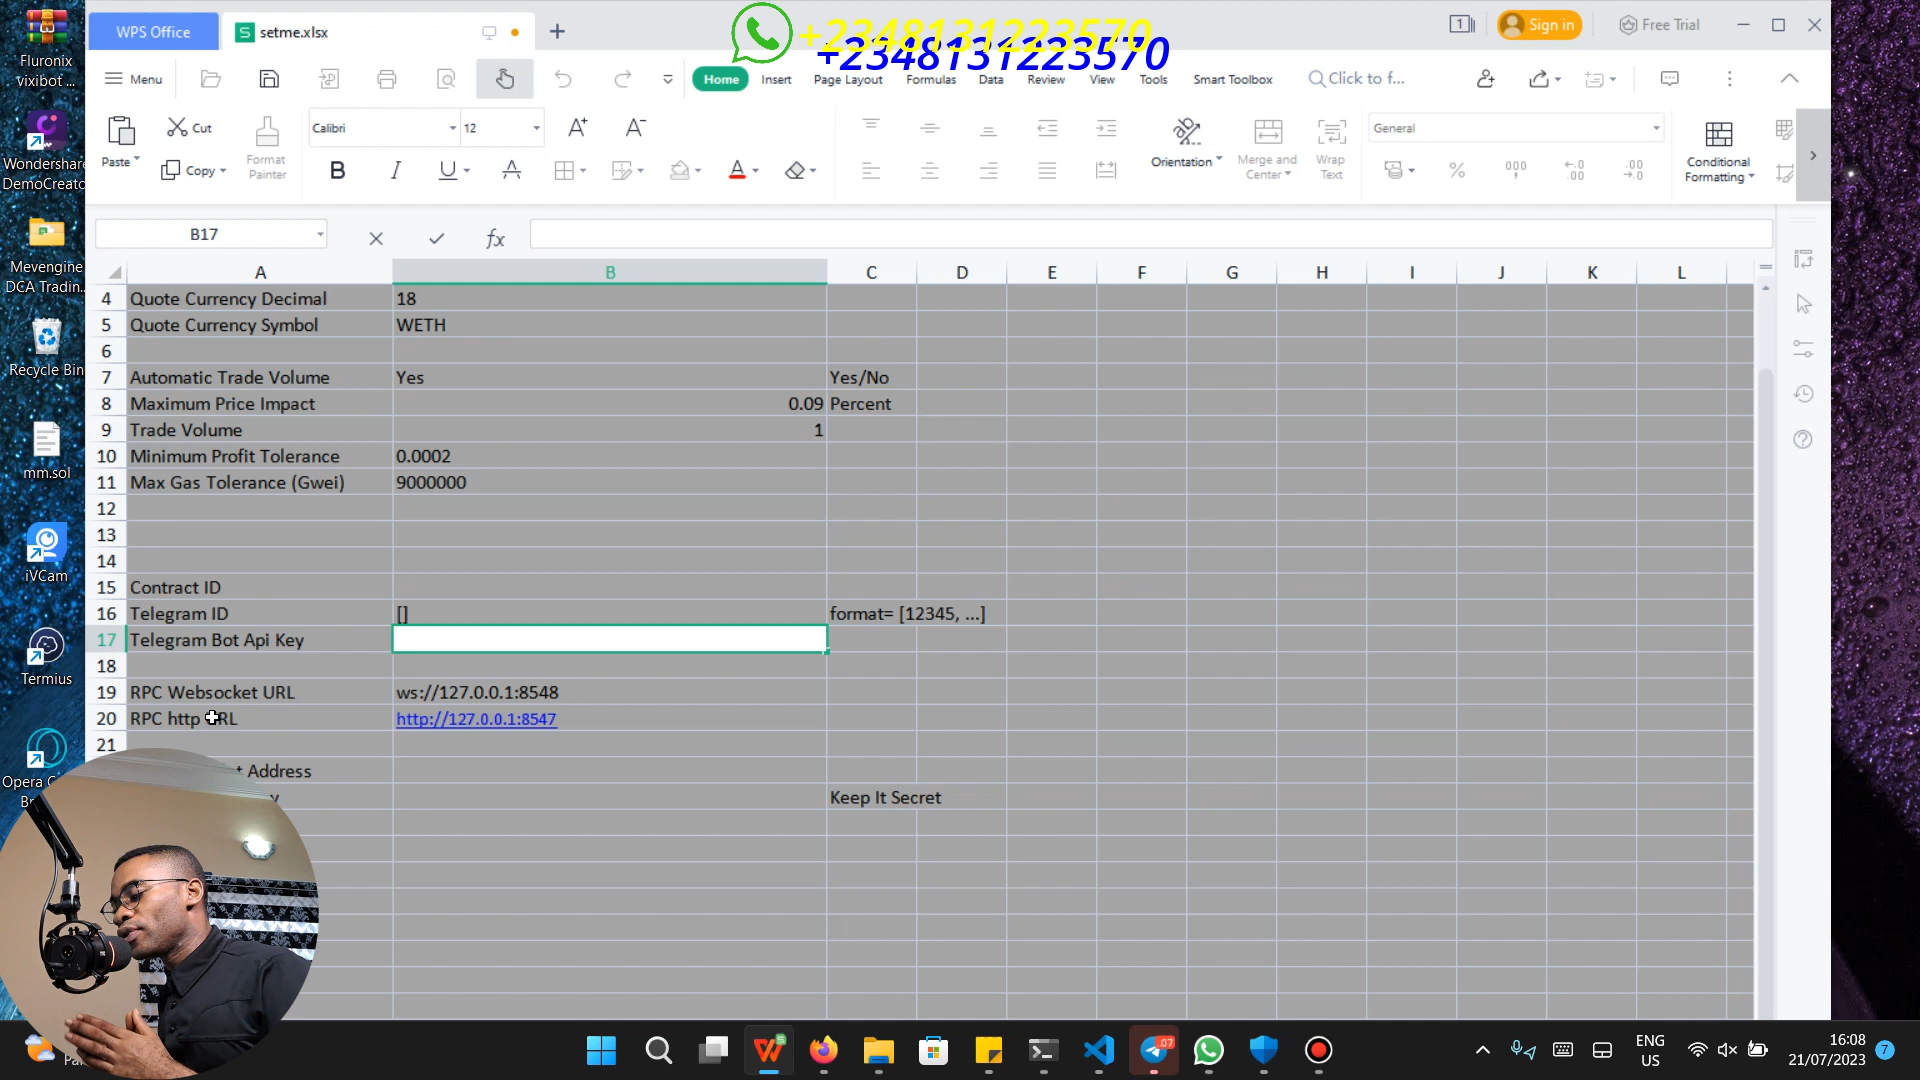 Fluronix
vixibot ...
Wondershare
DemoCreato
Mevengine
DCA Tradin...
Recycle Bin
mm.sol
iVCam
Termius
Opera
WPS Office
setme.xlsx
+2348131223570
+2348131223570
Sign in
Free Trial
Menu
Home
Insert
Page Layout
Formulas
Data
Review
View
Tools
Smart Toolbox
Click to f...
Paste
Cut
Copy
Format
Painter
Calibri
12
Orientation
Merge and
Center
Wrap
Text
General
Conditional
Formatting
B17
A B C D E F G H I J K L
4 Quote Currency Decimal 18
5 Quote Currency Symbol WETH
6
7 Automatic Trade Volume Yes Yes/No
8 Maximum Price Impact 0.09 Percent
9 Trade Volume 1
10 Minimum Profit Tolerance 0.0002
11 Max Gas Tolerance (Gwei) 9000000
12
13
14
15 Contract ID
16 Telegram ID [] format= [12345, ...]
17 Telegram Bot Api Key
18
19 RPC Websocket URL ws://127.0.0.1:8548
20 RPC http URL http://127.0.0.1:8547
21
Address
Keep It Secret
07
ENG
US
16:08
21/07/2023
7